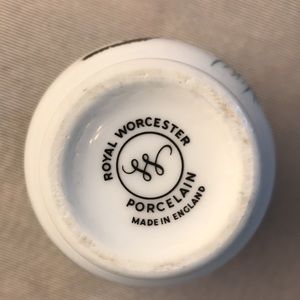 ROYAL WORCESTER
PORCELAIN
MADE IN ENGLAND